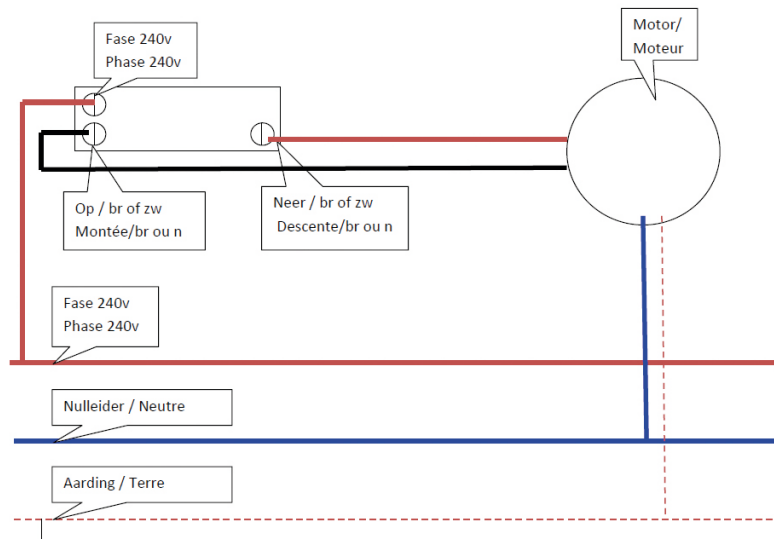 Fase 240v
Phase 240v
Motor/
Moteur
Op / br of zw
Montée/br ou n
Neer / br of zw
Descente/br ou n
Fase 240v
Phase 240v
Nulleider / Neutre
Aarding / Terre